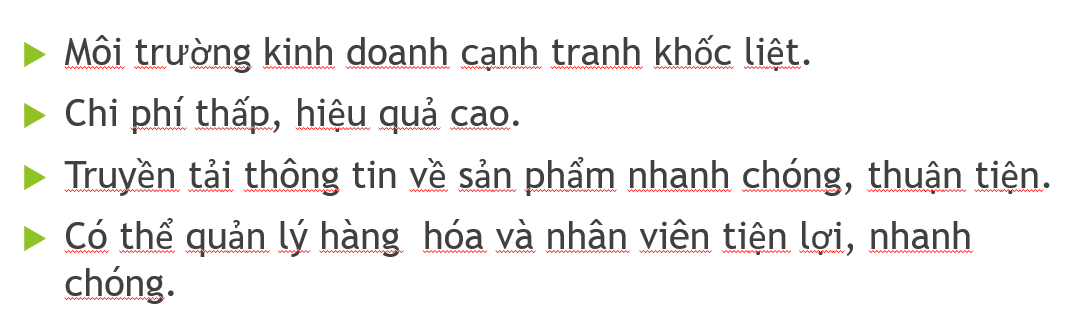 Môi trường kinh doanh cạnh tranh khốc liệt.
Chi phí thấp, hiệu quả cao.
Truyền tải thông tin về sản phẩm nhanh chóng, thuận tiện.
Có thể quản lý hàng  hóa và nhân viên tiện lợi, nhanh
chóng.